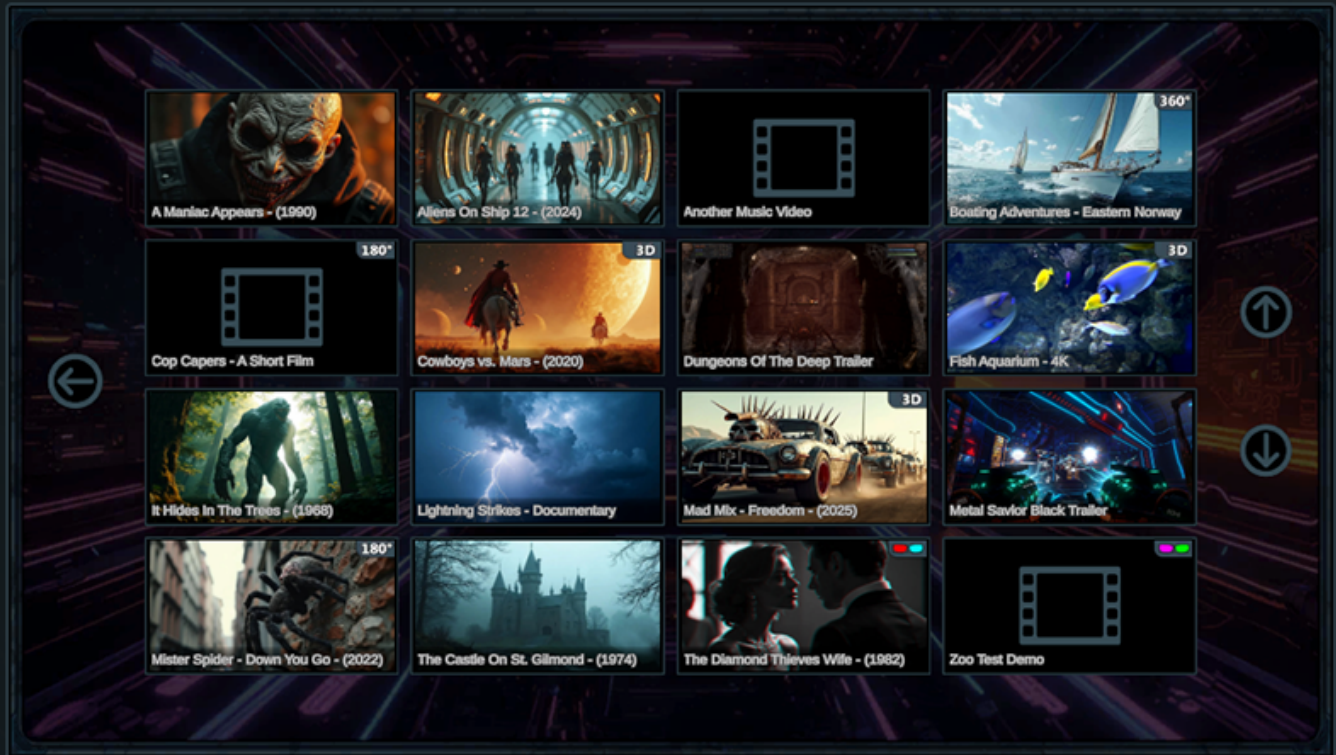 A Maniac Appears - (1990)
Aliens On Ship 12 - (2024)
Another Music Video
360°
Boating Adventures - Eastern Norway
180°
Cop Capers - A Short Film
3D
Cowboys vs. Mars - (2020)
Dungeons Of The Deep Trailer
3D
Fish Aquarium - 4K
It Hides In The Trees - (1968)
Lightning Strikes - Documentary
3D
Mad Mix - Freedom - (2025)
Metal Savior Black Trailer
180°
Mister Spider - Down You Go - (2022)
The Castle On St. Gilmond - (1974)
The Diamond Thieves Wife - (1982)
Zoo Test Demo